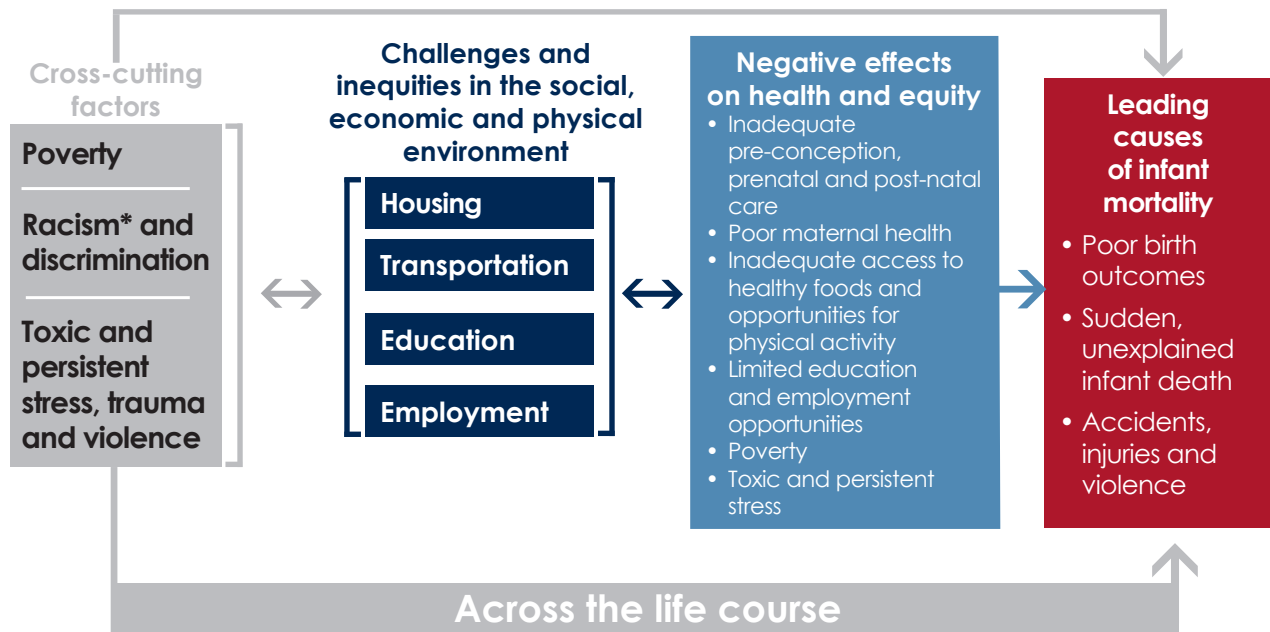 Cross-cutting
factors
Poverty
Racism* and
discrimination
Toxic and
persistent
stress, trauma
and violence
Challenges and
inequities in the social,
economic and physical
environment
Housing
Transportation
Education
Employment
Negative effects
on health and equity
• Inadequate
pre-conception,
prenatal and post-natal
care
• Poor maternal health
• Inadequate access to
healthy foods and
opportunities for
physical activity
• Limited education
and employment
opportunities
• Poverty
• Toxic and persistent
stress
Leading
causes
of infant
mortality
• Poor birth
outcomes
• Sudden,
unexplained
infant death
• Accidents,
injuries and
violence
Across the life course